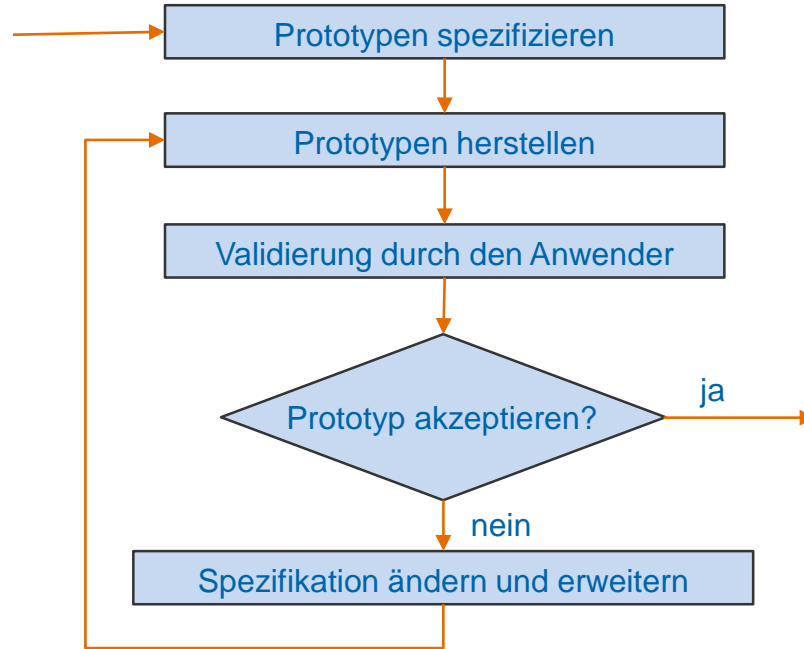 Prototypen spezifizieren
Prototypen herstellen
Validierung durch den Anwender
Prototyp akzeptieren?
ja
nein
Spezifikation ändern und erweitern